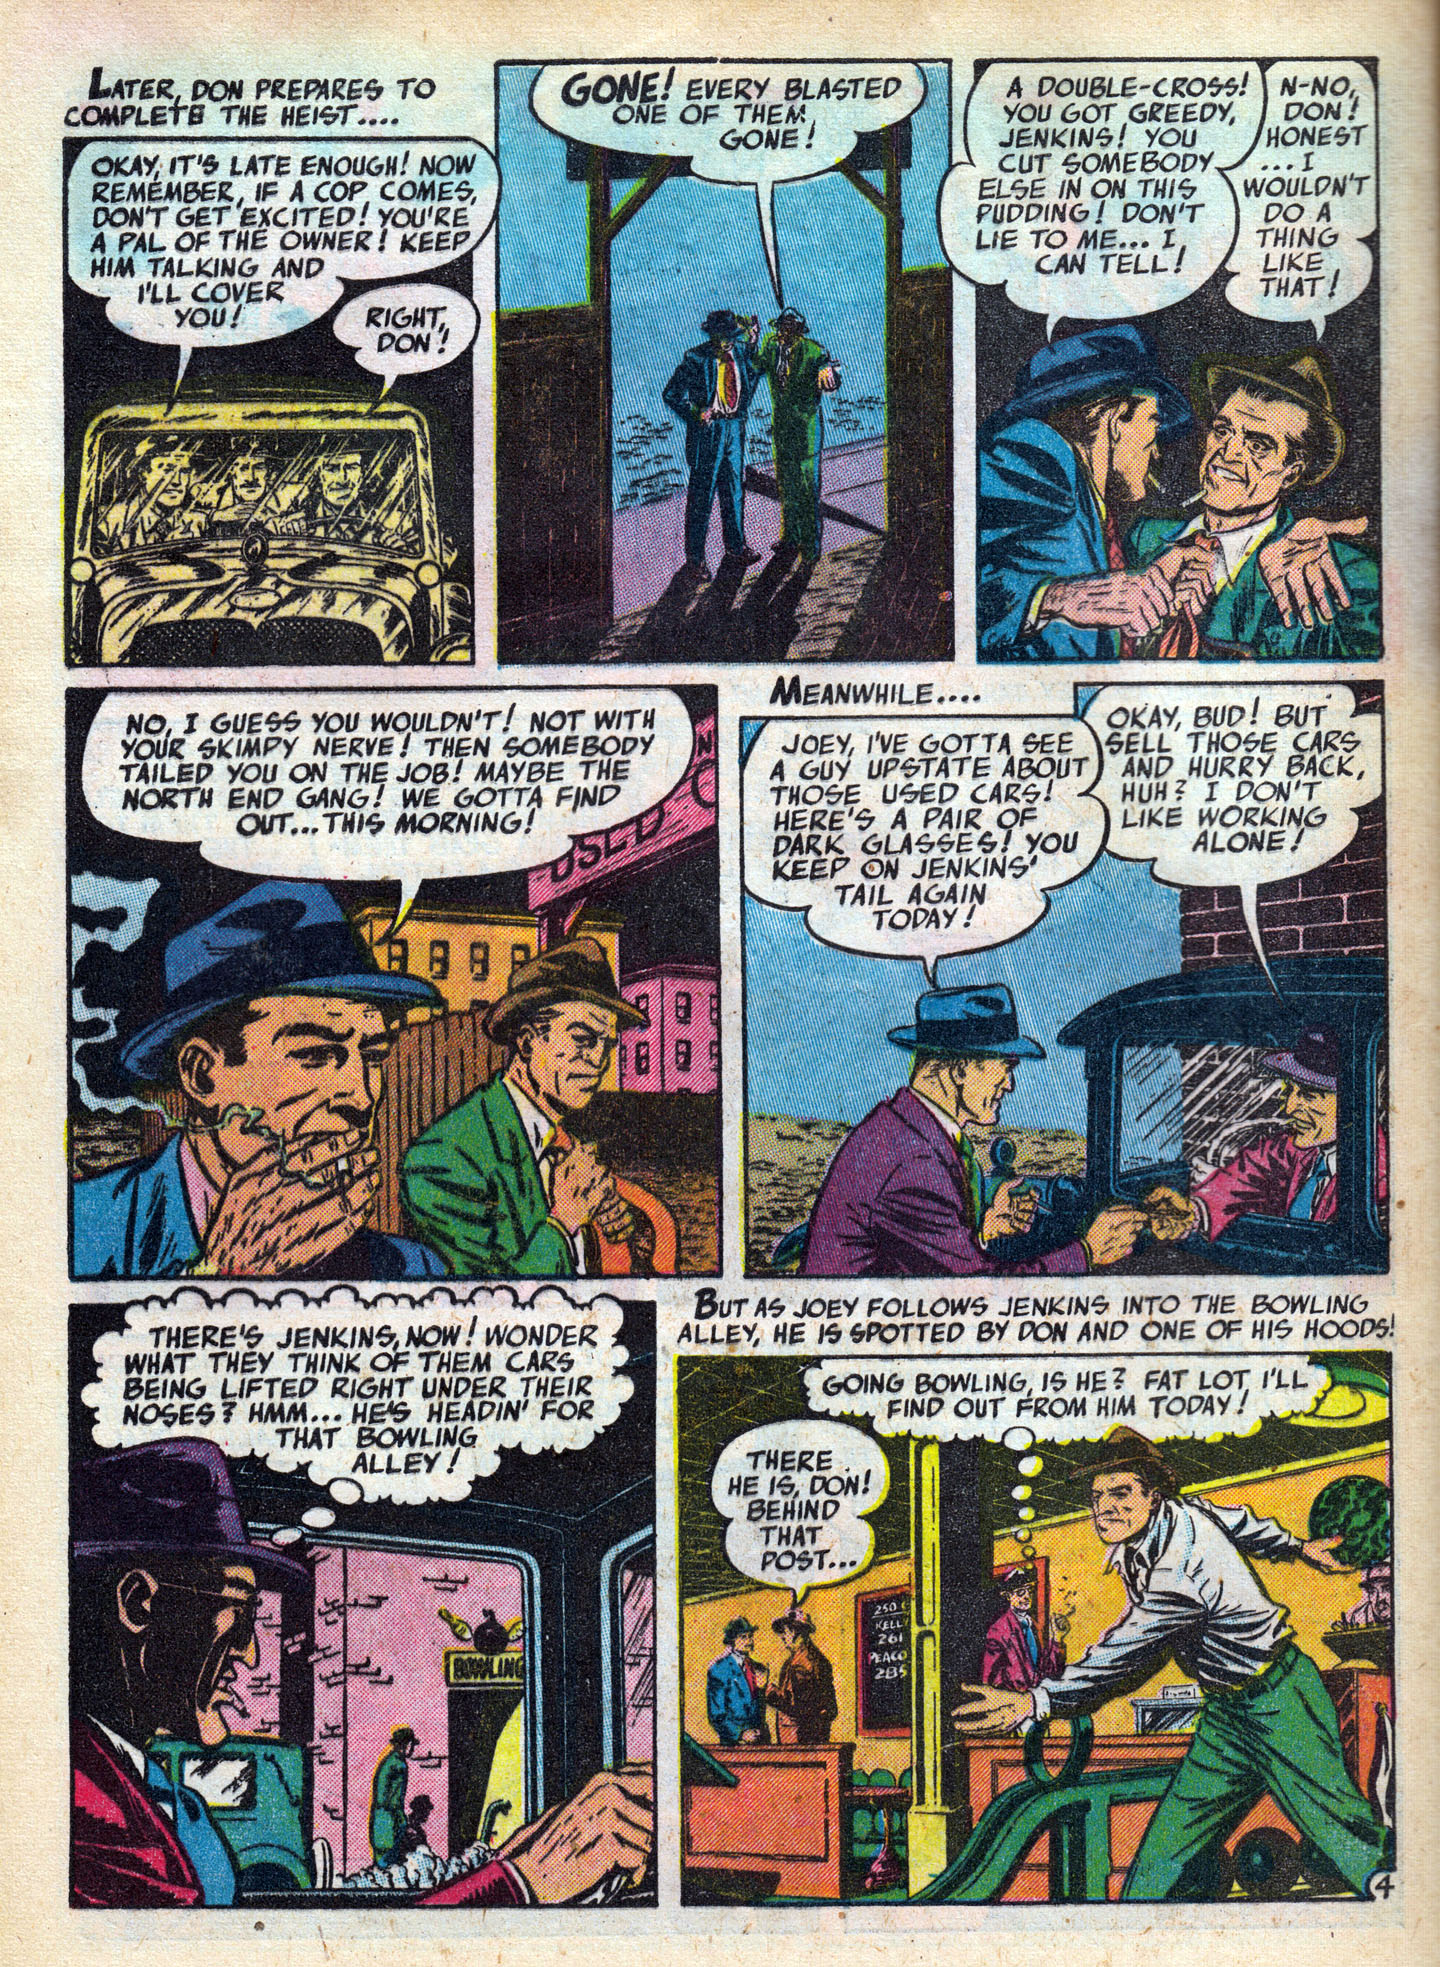 LATER, DON PREPARES TO
COMPLETE THE HEIST....
OKAY, IT'S LATE ENOUGH! NOW
REMEMBER, IF A COP COMES,
DON'T GET EXCITED! YOU'RE
A PAL OF THE OWNER! KEEP
HIM TALKING AND
I'LL COVER
YOU!
RIGHT,
DON!
GONE! EVERY BLASTED
ONE OF THEM,
GONE!
A DOUBLE-CROSS!
YOU GOT GREEDY,
JENKINS! YOU
CUT SOMEBODY
ELSE IN ON THIS
PUDDING! DON'T
LIE TO ME... I
CAN TELL!
N-NO,
DON!
HONEST
...I
WOULDN'T
DO A
THING
LIKE
THAT!
NO, I GUESS YOU WOULDN'T! NOT WITH
YOUR SKIMPY NERVE! THEN SOMEBODY
TAILED YOU ON THE JOB! MAYBE THE
NORTH END GANG! WE GOTTA FIND
OUT...THIS MORNING!
USED C
MEANWHILE....
JOEY, I'VE GOTTA SEE
A GUY UPSTATE ABOUT
THOSE USED CARS!
HERE'S A PAIR OF
DARK GLASSES! YOU
KEEP ON JENKINS'
TAIL AGAIN
TODAY!
OKAY, BUD! BUT
SELL THOSE CARS
AND HURRY BACK,
HUH? I DON'T
LIKE WORKING
ALONE!
THERE'S JENKINS, NOW! WONDER
WHAT THEY THINK OF THEM CARS
BEING LIFTED RIGHT UNDER THEIR
NOSES? HMM... HE'S HEADIN' FOR
THAT BOWLING
ALLEY!
BOWLING
BUT AS JOEY FOLLOWS JENKINS INTO THE BOWLING
ALLEY, HE IS SPOTTED BY DON AND ONE OF HIS HOODS!
GOING BOWLING, IS HE? FAT LOT I'LL
FIND OUT FROM HIM TODAY!
THERE
HE IS, DON!
BEHIND
THAT
POST...
250
KELL
261
PEACO
285
4